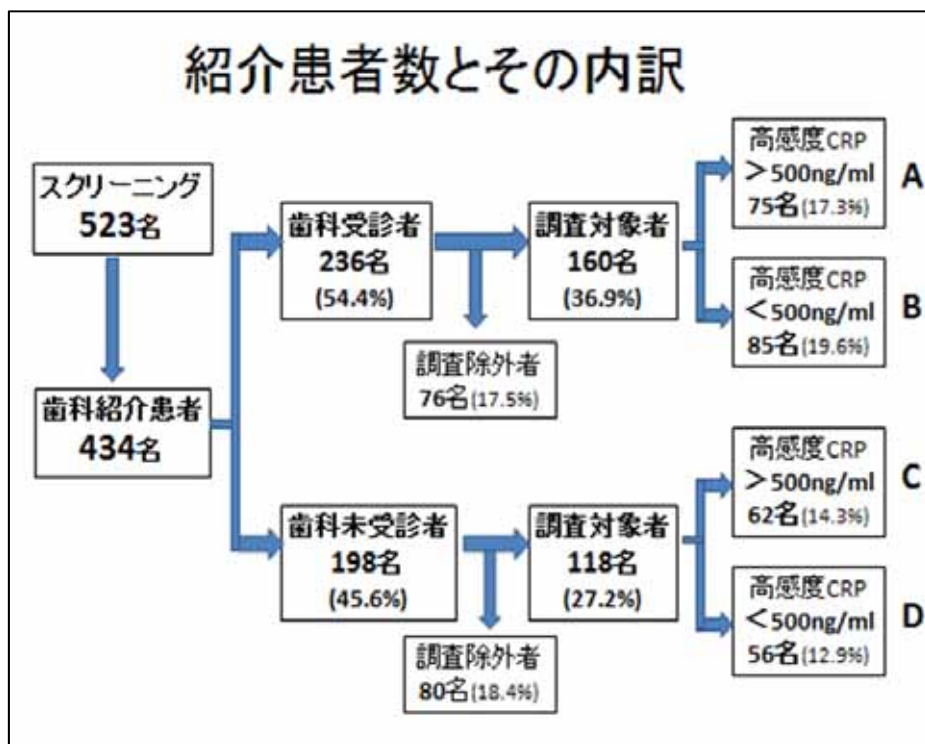 紹介患者数とその内訳
スクリーニング
523名
歯科紹介患者
434名
歯科受診者
236名
(54.4%)
調査除外者
76名(17.5%)
調査対象者
160名
(36.9%)
高感度CRP
＞500ng/ml
75名(17.3%)
A
高感度CRP
＜500ng/ml
85名(19.6%)
B
歯科未受診者
198名
(45.6%)
調査除外者
80名(18.4%)
調査対象者
118名
(27.2%)
高感度CRP
＞500ng/ml
62名(14.3%)
C
高感度CRP
＜500ng/ml
56名(12.9%)
D